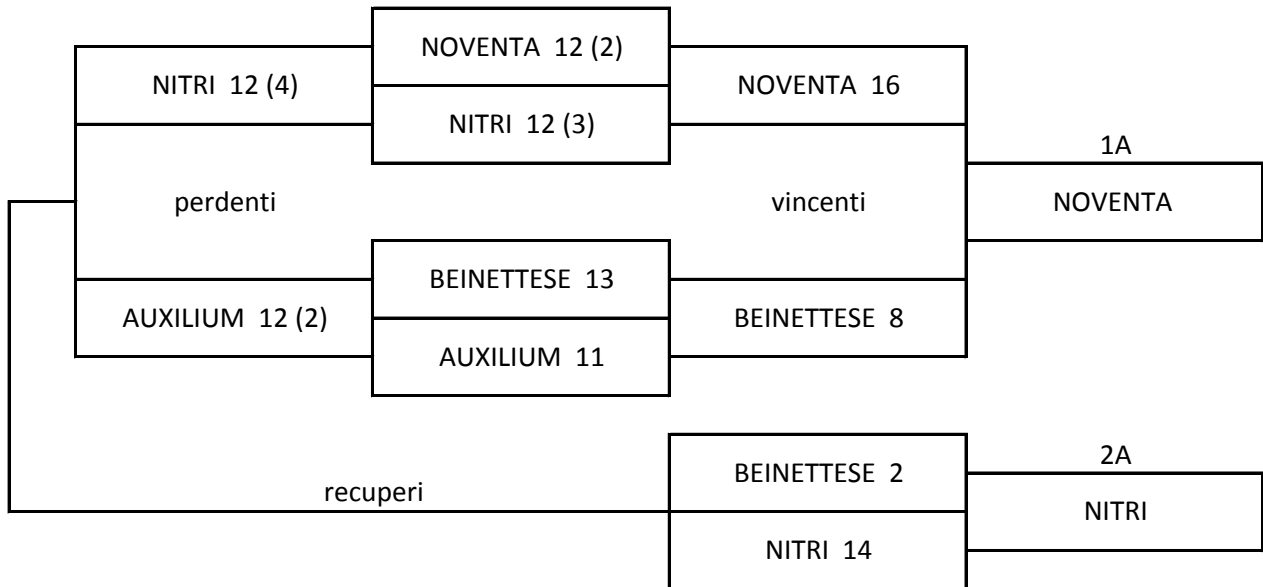 NOVENTA 12 (2)
NITRI 12 (4)
NOVENTA 16
NITRI 12 (3)
1A
perdenti
vincenti
NOVENTA
BEINETTESE 13
AUXILIUM 12 (2)
BEINETTESE 8
AUXILIUM 11
2A
BEINETTESE 2
recuperi
NITRI
NITRI 14